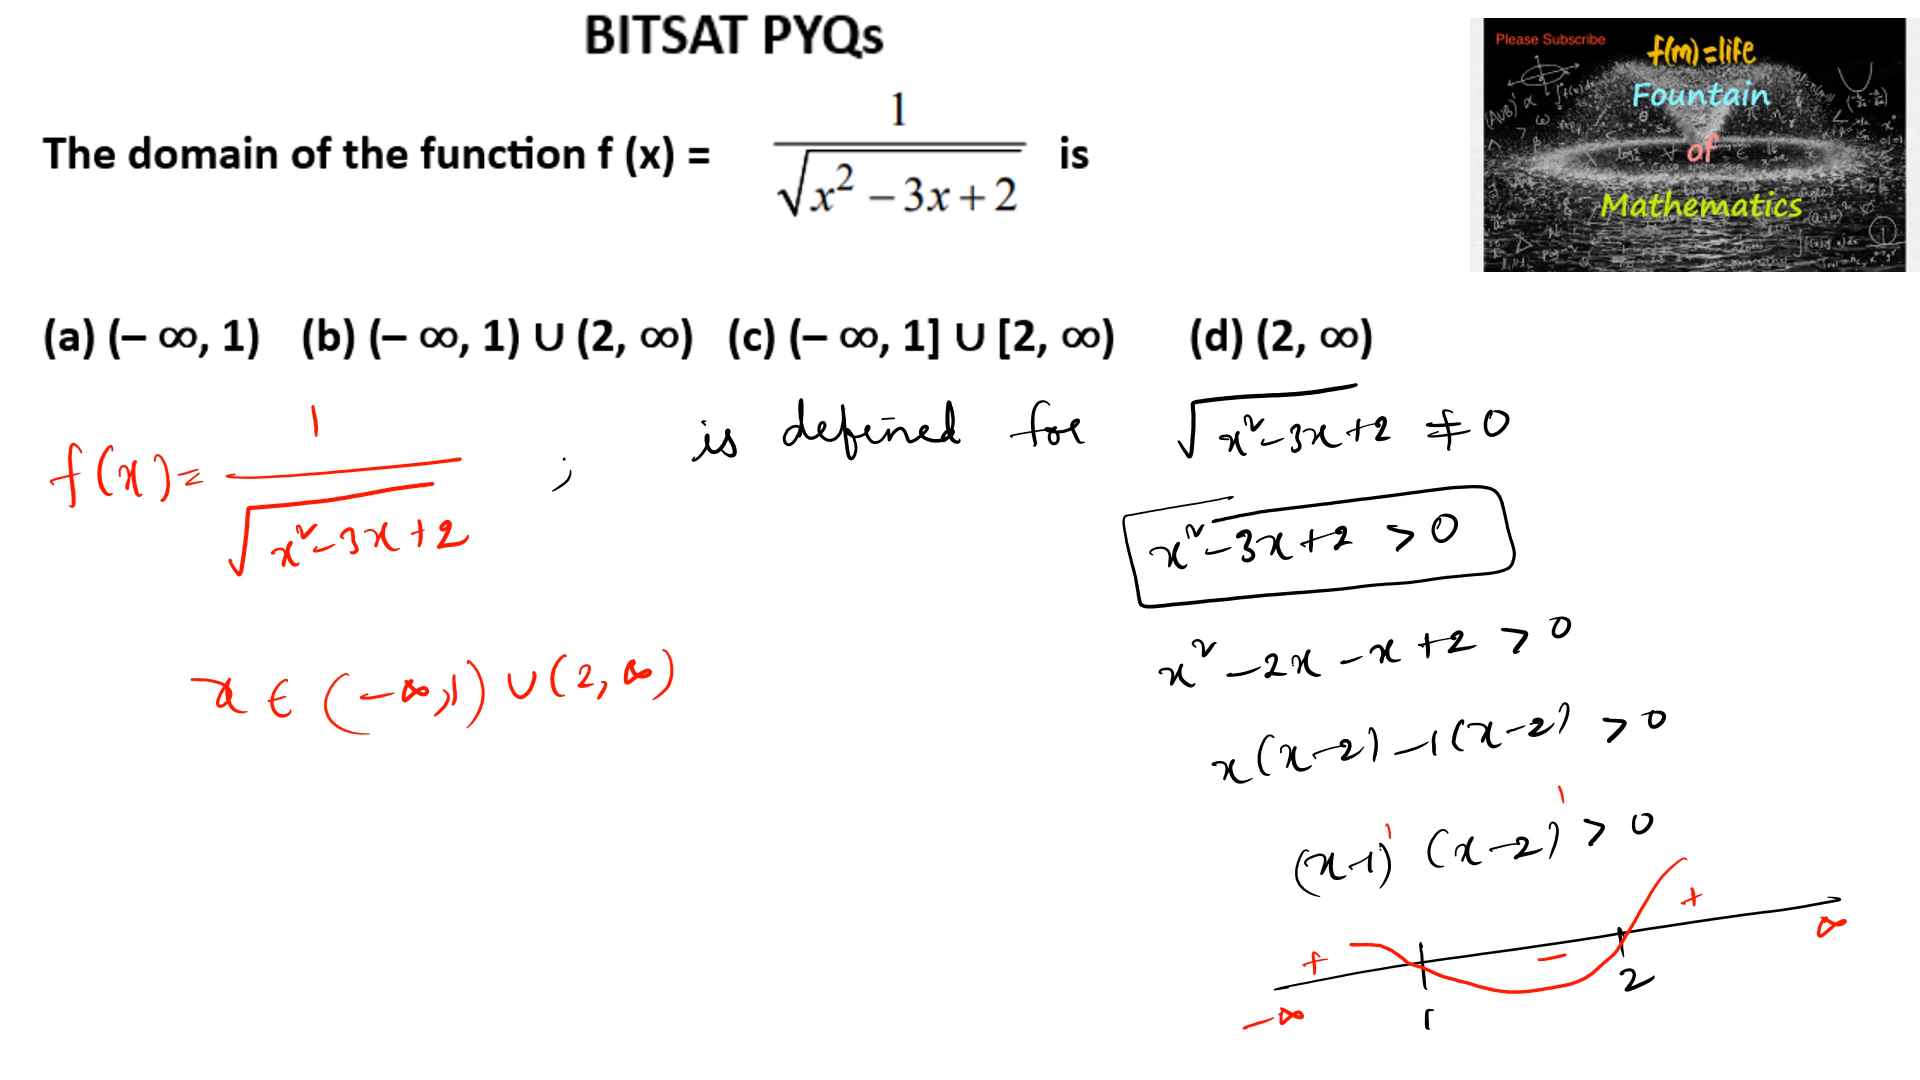 BITSAT PYQs
Please Subscribe
f(m)=life
Fountain
of
Mathematics
The domain of the function f (x) = 1/√(x² − 3x + 2) is
(a) (– ∞, 1) (b) (– ∞, 1) ∪ (2, ∞) (c) (– ∞, 1] ∪ [2, ∞) (d) (2, ∞)
f(x) = 1/√(x²-3x+2) ; is defined for √(x²-3x+2) ≠ 0
x²-3x+2 > 0
x² -2x -x +2 > 0
x ∈ (-∞, 1) ∪ (2, ∞)
x(x-2) -1(x-2) > 0
(x-1)¹ (x-2)¹ > 0
+ - +
-∞ 1 2 ∞